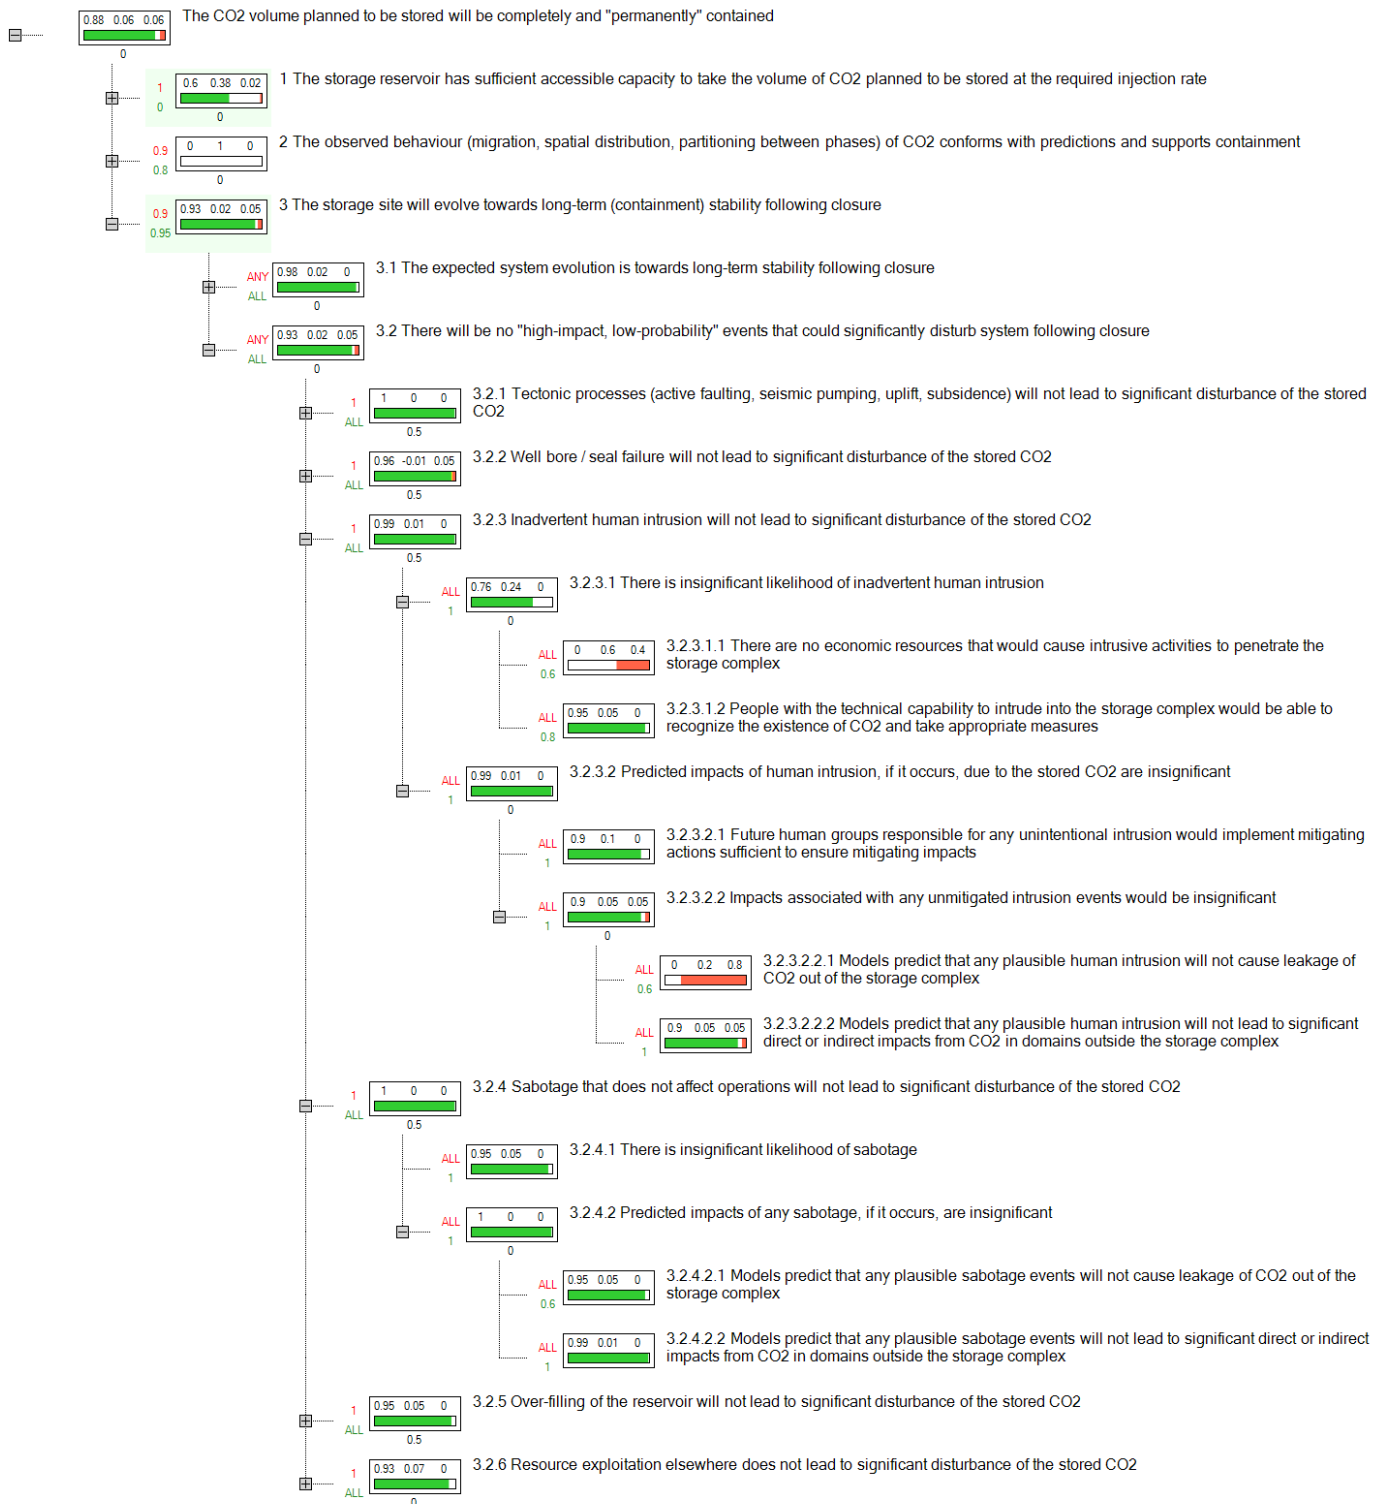 0.88 0.06 0.06
The CO2 volume planned to be stored will be completely and "permanently" contained
0
1
0
0.6 0.38 0.02
0
1 The storage reservoir has sufficient accessible capacity to take the volume of CO2 planned to be stored at the required injection rate
0.9
0.8
0 1 0
0
2 The observed behaviour (migration, spatial distribution, partitioning between phases) of CO2 conforms with predictions and supports containment
0.9
0.95
0.93 0.02 0.05
0
3 The storage site will evolve towards long-term (containment) stability following closure
ANY
ALL
0.98 0.02 0
0
3.1 The expected system evolution is towards long-term stability following closure
ANY
ALL
0.93 0.02 0.05
0
3.2 There will be no "high-impact, low-probability" events that could significantly disturb system following closure
1
ALL
1 0 0
0.5
3.2.1 Tectonic processes (active faulting, seismic pumping, uplift, subsidence) will not lead to significant disturbance of the stored
CO2
1
ALL
0.96 -0.01 0.05
0.5
3.2.2 Well bore / seal failure will not lead to significant disturbance of the stored CO2
1
ALL
0.99 0.01 0
0.5
3.2.3 Inadvertent human intrusion will not lead to significant disturbance of the stored CO2
ALL
1
0.76 0.24 0
0
3.2.3.1 There is insignificant likelihood of inadvertent human intrusion
ALL
0.6
0 0.6 0.4
3.2.3.1.1 There are no economic resources that would cause intrusive activities to penetrate the
storage complex
ALL
0.8
0.95 0.05 0
3.2.3.1.2 People with the technical capability to intrude into the storage complex would be able to
recognize the existence of CO2 and take appropriate measures
ALL
1
0.99 0.01 0
0
3.2.3.2 Predicted impacts of human intrusion, if it occurs, due to the stored CO2 are insignificant
ALL
1
0.9 0.1 0
3.2.3.2.1 Future human groups responsible for any unintentional intrusion would implement mitigating
actions sufficient to ensure mitigating impacts
ALL
1
0.9 0.05 0.05
0
3.2.3.2.2 Impacts associated with any unmitigated intrusion events would be insignificant
ALL
0.6
0 0.2 0.8
3.2.3.2.2.1 Models predict that any plausible human intrusion will not cause leakage of
CO2 out of the storage complex
ALL
1
0.9 0.05 0.05
3.2.3.2.2.2 Models predict that any plausible human intrusion will not lead to significant
direct or indirect impacts from CO2 in domains outside the storage complex
1
ALL
1 0 0
0.5
3.2.4 Sabotage that does not affect operations will not lead to significant disturbance of the stored CO2
ALL
1
0.95 0.05 0
3.2.4.1 There is insignificant likelihood of sabotage
ALL
1
1 0 0
0
3.2.4.2 Predicted impacts of any sabotage, if it occurs, are insignificant
ALL
0.6
0.95 0.05 0
3.2.4.2.1 Models predict that any plausible sabotage events will not cause leakage of CO2 out of the
storage complex
ALL
1
0.99 0.01 0
3.2.4.2.2 Models predict that any plausible sabotage events will not lead to significant direct or indirect
impacts from CO2 in domains outside the storage complex
1
ALL
0.95 0.05 0
0.5
3.2.5 Over-filling of the reservoir will not lead to significant disturbance of the stored CO2
1
ALL
0.93 0.07 0
0
3.2.6 Resource exploitation elsewhere does not lead to significant disturbance of the stored CO2